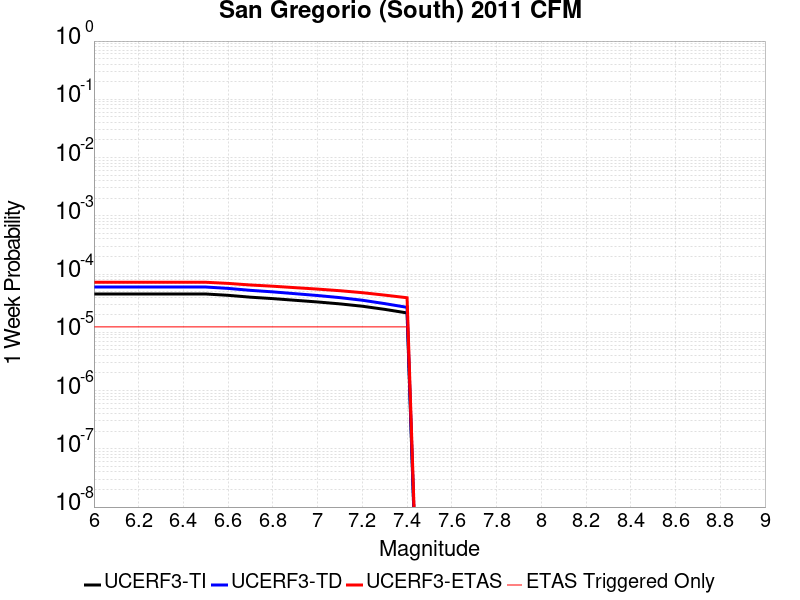 San Gregorio (South) 2011 CFM
10^0
10^-1
10^-2
10^-3
10^-4
10^-5
10^-6
10^-7
10^-8
1 Week Probability
6 6.2 6.4 6.6 6.8 7 7.2 7.4 7.6 7.8 8 8.2 8.4 8.6 8.8 9
Magnitude
UCERF3-TI UCERF3-TD UCERF3-ETAS ETAS Triggered Only